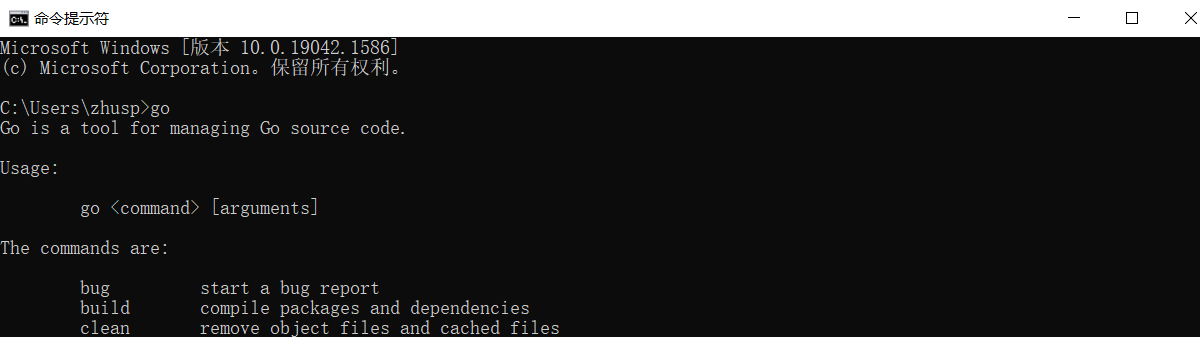 命令提示符
Microsoft Windows [版本 10.0.19042.1586]
(c) Microsoft Corporation。保留所有权利。
C:\Users\zhusp>go
Go is a tool for managing Go source code.
Usage:
go <command> [arguments]
The commands are:
bug start a bug report
build compile packages and dependencies
clean remove object files and cached files